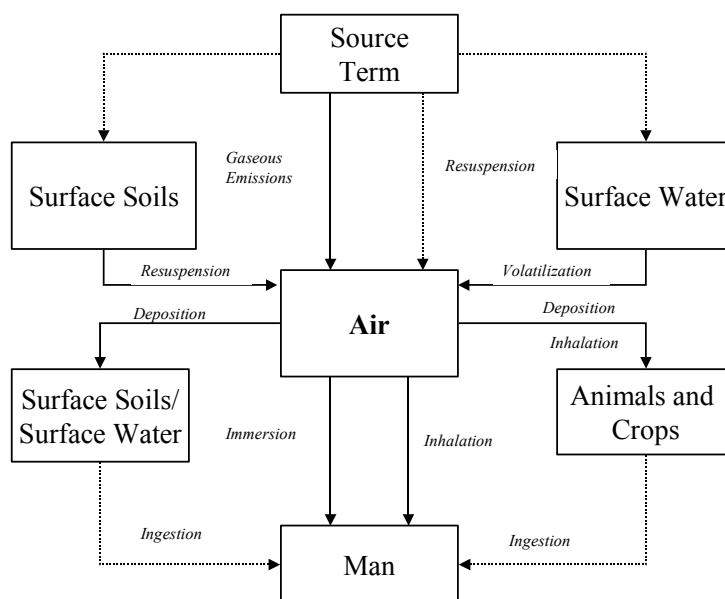 Source
Term
Gaseous
Emissions
Resuspension
Surface Soils
Surface Water
Resuspension
Volatilization
Air
Deposition
Deposition
Inhalation
Surface Soils/
Surface Water
Animals and
Crops
Immersion
Inhalation
Ingestion
Ingestion
Man